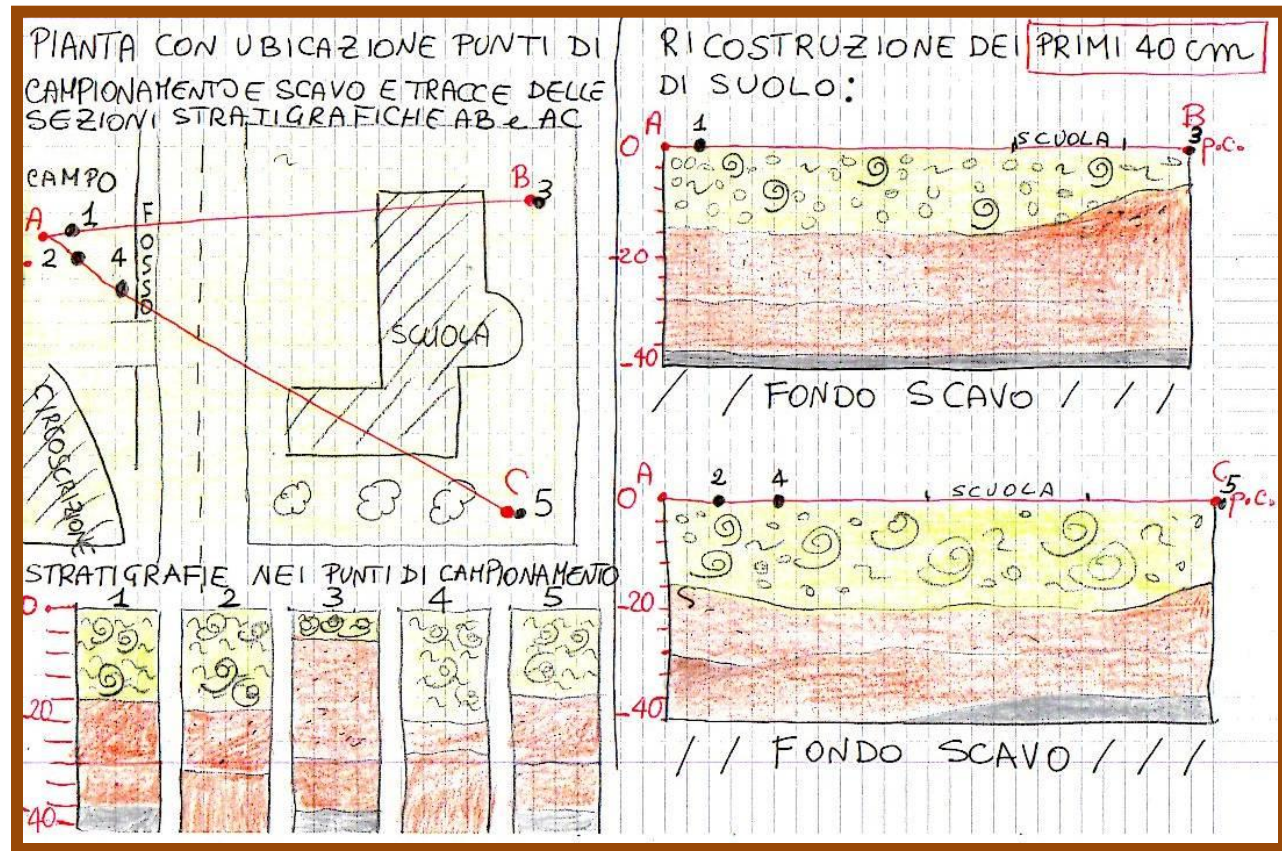 PIANTA CON UBICAZIONE PUNTI DI
CAMPIONAMENTO E SCAVO E TRACCE DELLE
SEZIONI STRATIGRAFICHE AB e AC
CAMPO
FOSSO
A
1
2
4
B
3
SCUOLA
C
5
STRATIGRAFIE NEI PUNTI DI CAMPIONAMENTO
1 2 3 4 5
0
-20
-40
RICOSTRUZIONE DEI PRIMI 40 cm
DI SUOLO:
A 1 SCUOLA B 3
0 p.c.
-20
-40
/ / FONDO SCAVO / / /
A 2 4 SCUOLA C 5
0 p.c.
-20
-40
/ / FONDO SCAVO / / /